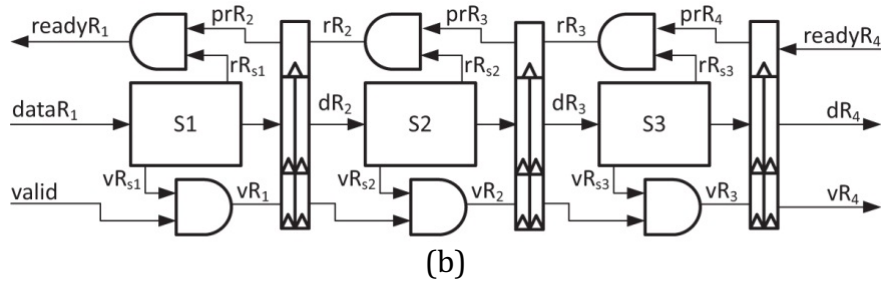 prR₂ rR₂ prR₃ rR₃ prR₄
readyR₁ readyR₄
rRₛ₁ rRₛ₂ rRₛ₃
dataR₁ S1 dR₂ S2 dR₃ S3 dR₄
vRₛ₁ vRₛ₂ vRₛ₃
valid vR₁ vR₂ vR₃ vR₄
(b)